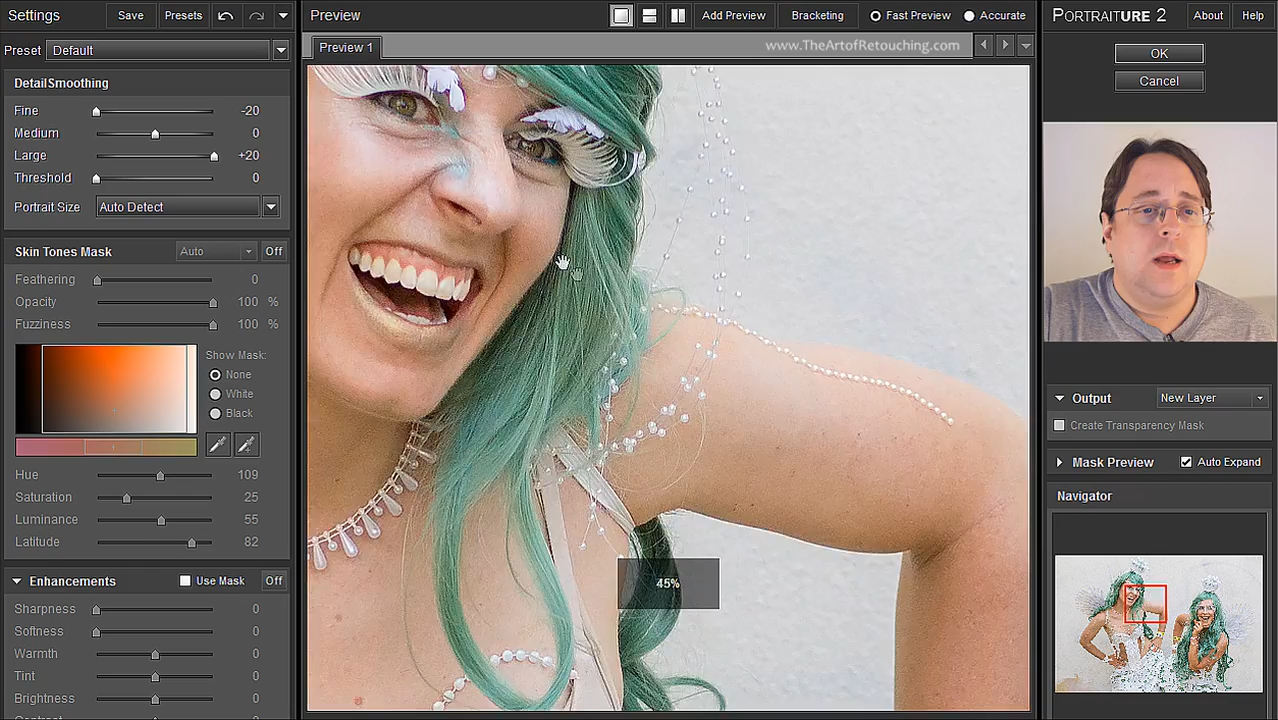 Settings Save Presets
Preview Add Preview Bracketing Fast Preview Accurate
PORTRAITURE 2 About Help
Preset Default
Preview 1
www.TheArtofRetouching.com
OK
Cancel
DetailSmoothing
Fine -20
Medium 0
Large +20
Threshold 0
Portrait Size Auto Detect
Skin Tones Mask Auto Off
Feathering 0
Opacity 100 %
Fuzziness 100 %
Show Mask:
None
White
Black
Hue 109
Saturation 25
Luminance 55
Latitude 82
Enhancements Use Mask Off
Sharpness 0
Softness 0
Warmth 0
Tint 0
Brightness 0
45%
Output New Layer
Create Transparency Mask
Mask Preview Auto Expand
Navigator